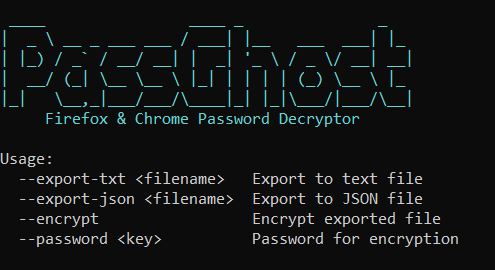 PassGhost
Firefox & Chrome Password Decryptor
Usage:
--export-txt <filename> Export to text file
--export-json <filename> Export to JSON file
--encrypt Encrypt exported file
--password <key> Password for encryption